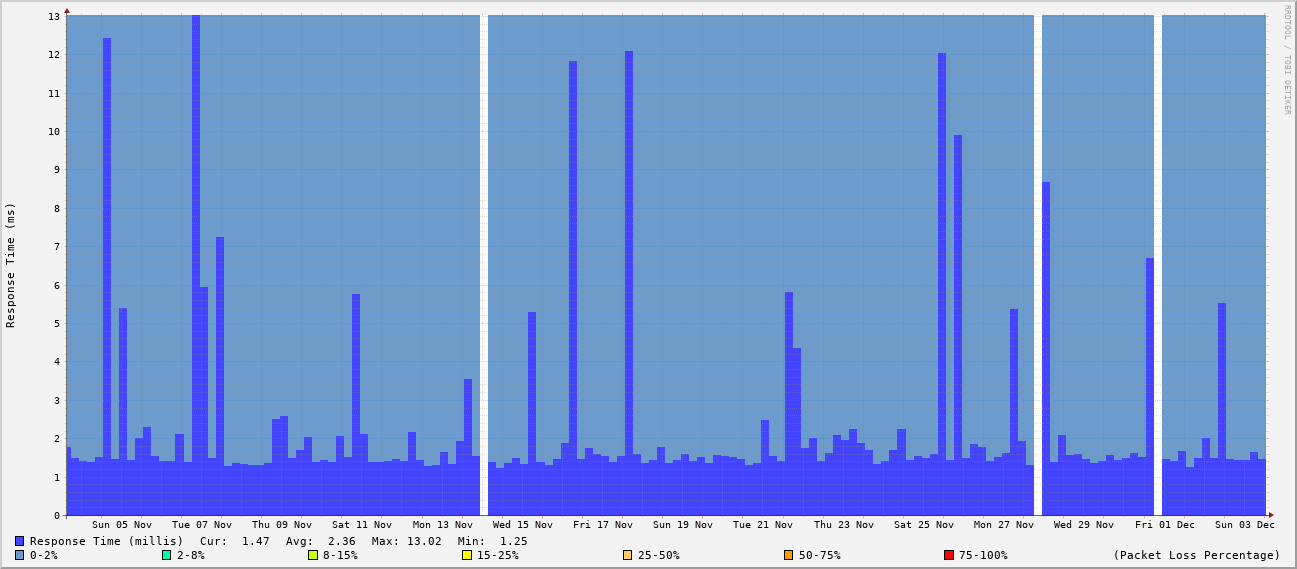 RRDTOOL / TOBI OETIKER
Response Time (ms)
13
12
11
10
9
8
7
6
5
4
3
2
1
0
Sun 05 Nov Tue 07 Nov Thu 09 Nov Sat 11 Nov Mon 13 Nov Wed 15 Nov Fri 17 Nov Sun 19 Nov Tue 21 Nov Thu 23 Nov Sat 25 Nov Mon 27 Nov Wed 29 Nov Fri 01 Dec Sun 03 Dec
Response Time (millis) Cur: 1.47 Avg: 2.36 Max: 13.02 Min: 1.25
0-2% 2-8% 8-15% 15-25% 25-50% 50-75% 75-100% (Packet Loss Percentage)